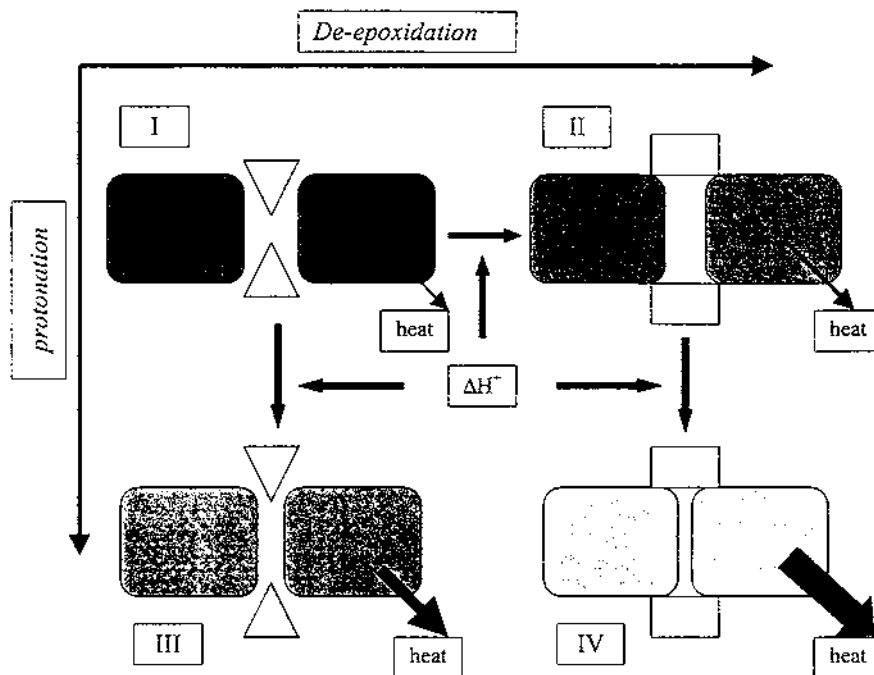 De-epoxidation
I
II
protonation
heat
heat
ΔH⁺
III
heat
IV
heat